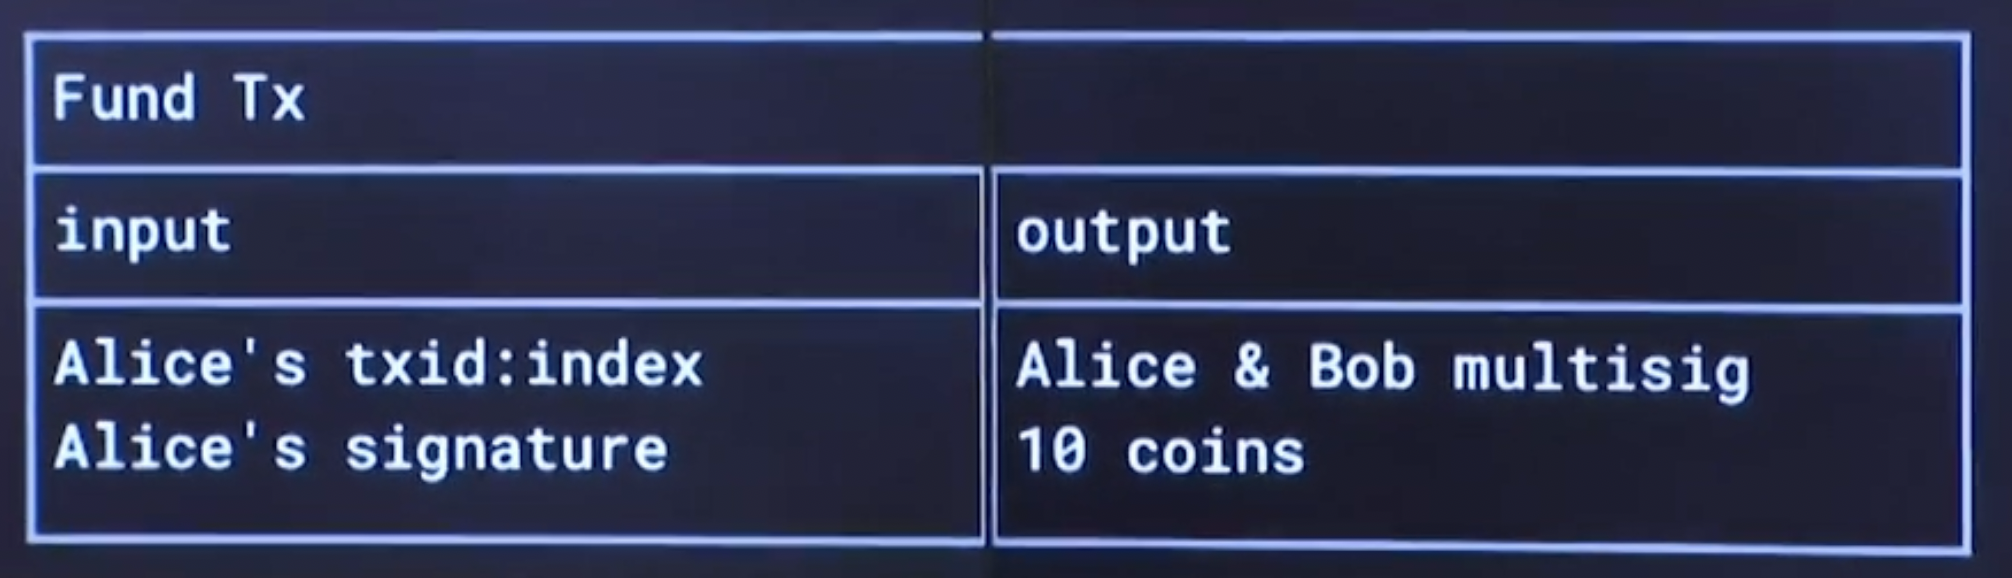 Fund Tx
input
output
Alice's txid:index
Alice's signature
Alice & Bob multisig
10 coins